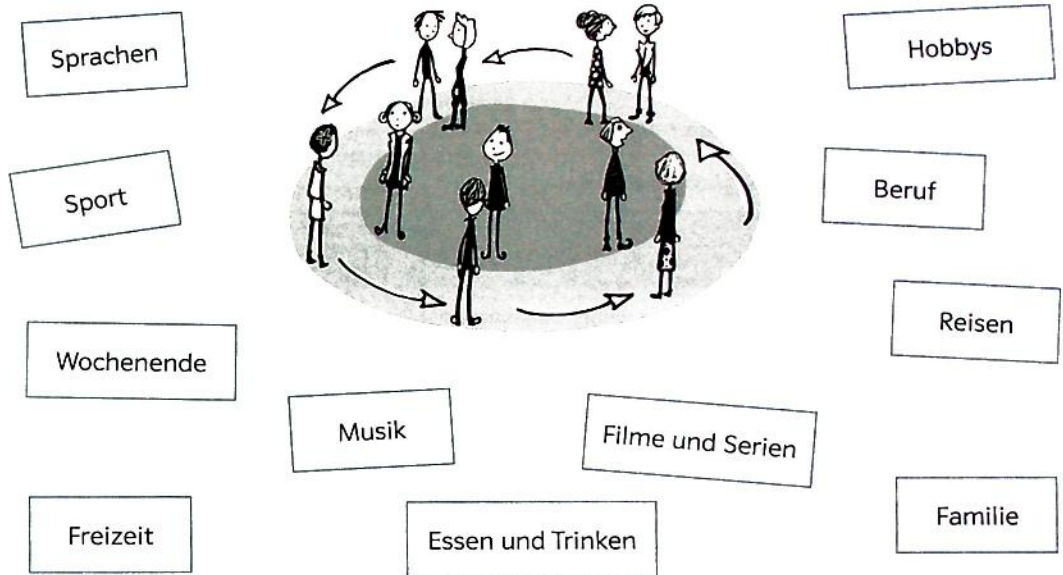 Sprachen
Hobbys
Sport
Beruf
Reisen
Wochenende
Musik
Filme und Serien
Freizeit
Essen und Trinken
Familie